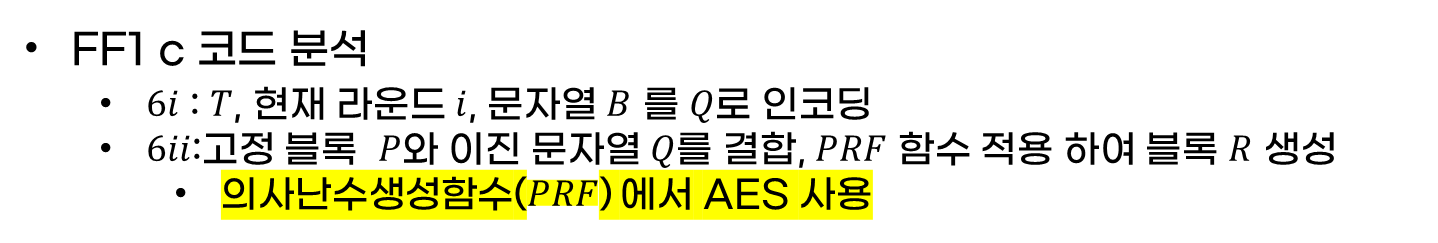 • FF1 c 코드 분석
• 6i : T, 현재 라운드 i, 문자열 B 를 Q로 인코딩
• 6ii:고정 블록 P와 이진 문자열 Q를 결합, PRF 함수 적용 하여 블록 R 생성
• 의사난수생성함수(PRF) 에서 AES 사용